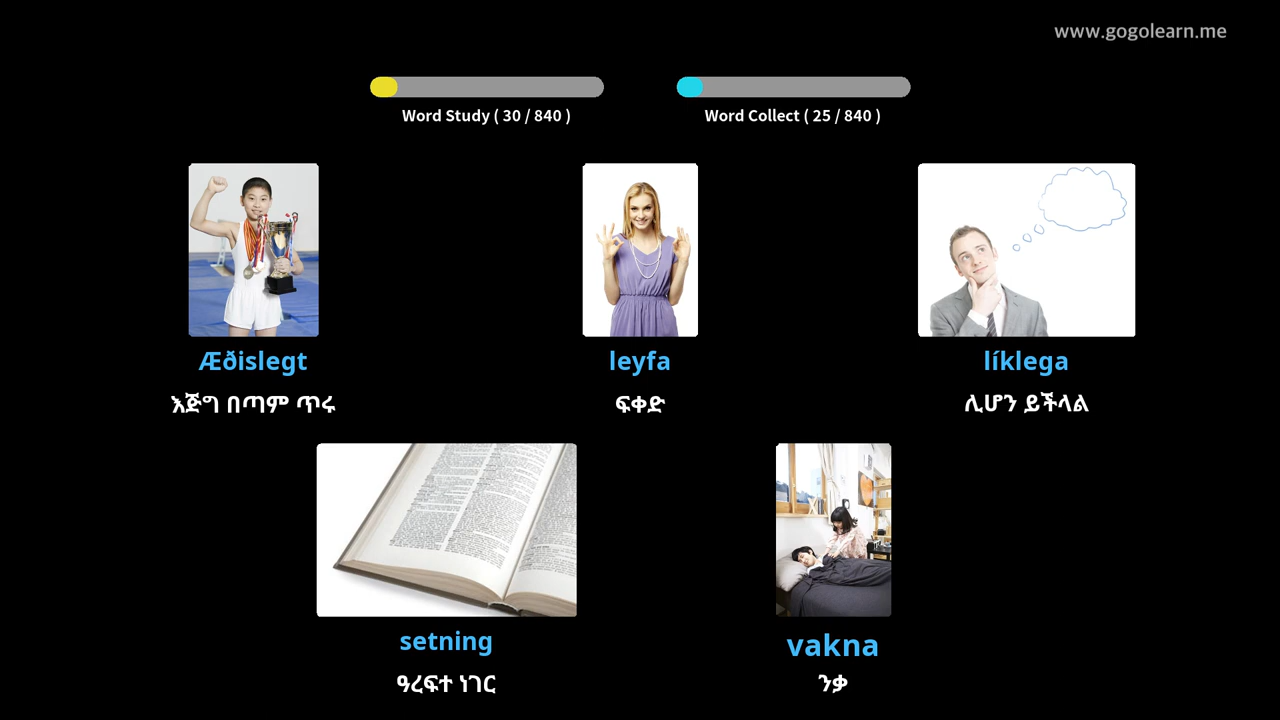 www.gogolearn.me
Word Study ( 30 / 840 )
Word Collect ( 25 / 840 )
Æðislegt
leyfa
líklega
እጅግ በጣም ጥሩ
ፍቀድ
ሊሆን ይችላል
setning
vakna
ዓረፍተ ነገር
ንቃ